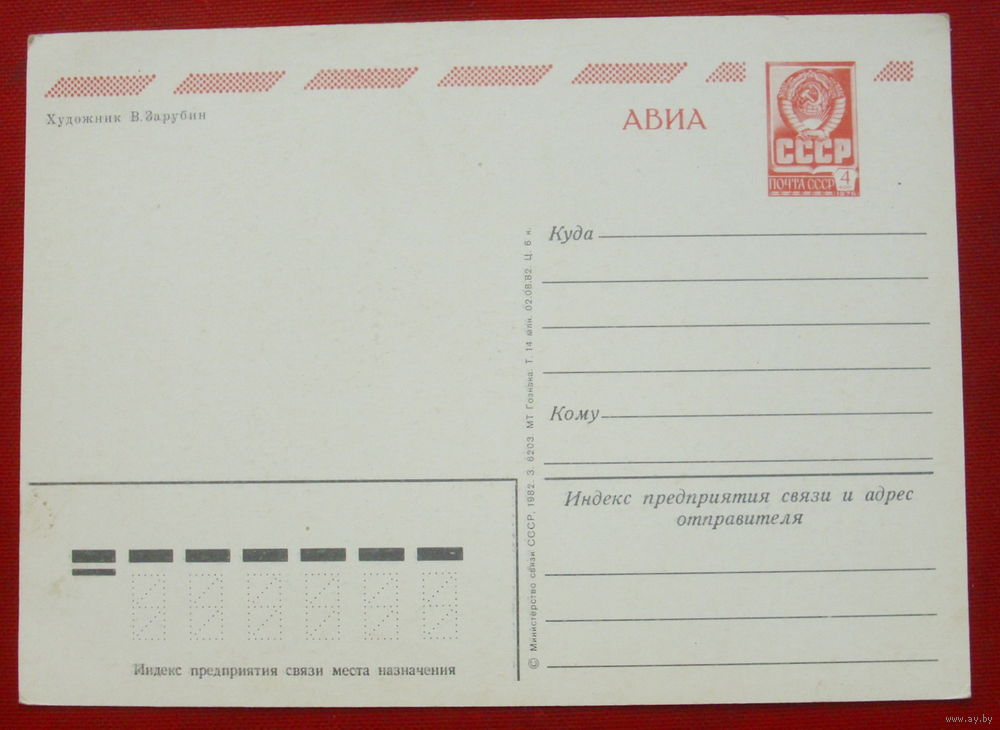 Художник В.Зарубин
АВИА
СССР
ПОЧТА СССР
4
Куда
Кому
Индекс предприятия связи и адрес
отправителя
© Министерство связи СССР, 1982. З. 6203. МТ Гознака. Т. 14 млн. 02.08.82. Ц. 6 к.
Индекс предприятия связи места назначения
www.ay.by